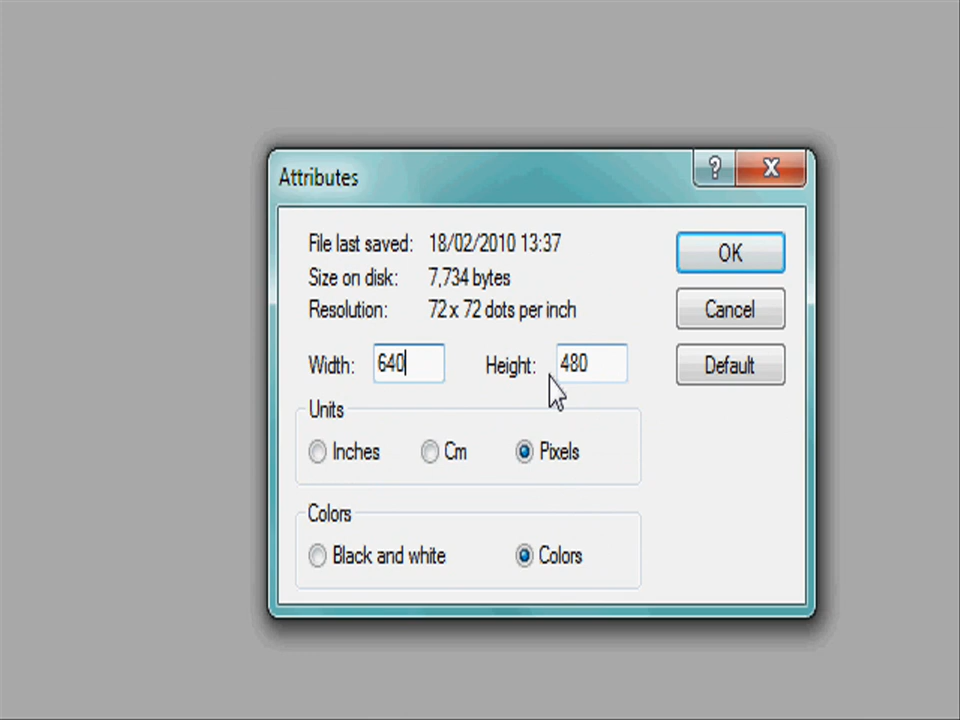 Attributes
?
X
File last saved: 18/02/2010 13:37
OK
Size on disk: 7,734 bytes
Resolution: 72 x 72 dots per inch
Cancel
Width: 640
Height: 480
Default
Units
Inches
Cm
Pixels
Colors
Black and white
Colors